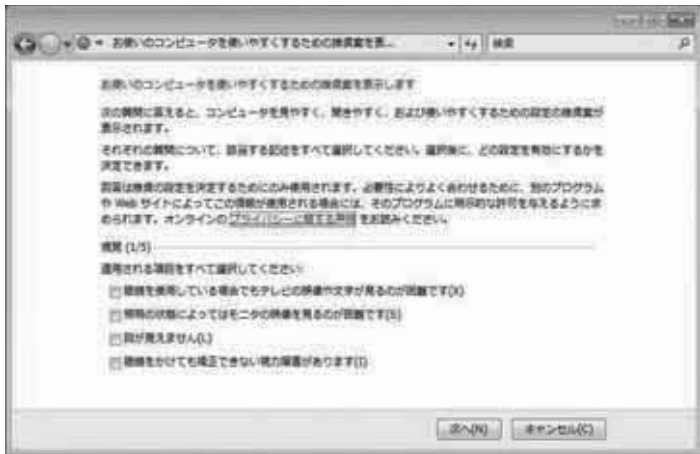 お使いのコンピュータを使いやすくするための推奨案を表...
検索
お使いのコンピュータを使いやすくするための推奨案を表示します
次の質問に答えると、コンピュータを見やすく、聞きやすく、および使いやすくするための設定の推奨案が
表示されます。
それぞれの質問について、該当する記述をすべて選択してください。選択後に、どの設定を有効にするかを
決定できます。
回答は推奨の設定を決定するためにのみ使用されます。必要性によりよく合わせるために、別のプログラム
や Web サイトによってこの情報が使用される場合には、そのプログラムに明示的な許可を与えるように求
められます。オンラインのプライバシーに関する声明 をお読みください。
視覚 (1/5)
適用される項目をすべて選択してください:
眼鏡を使用している場合でもテレビの映像や文字が見るのが困難です(X)
照明の状態によってはモニタの映像を見るのが困難です(S)
目が見えません(L)
眼鏡をかけても矯正できない視力障害があります(I)
次へ(N)
キャンセル(C)